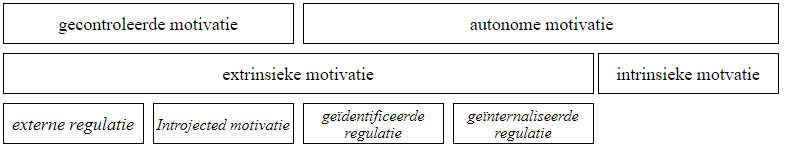 gecontroleerde motivatie
autonome motivatie
extrinsieke motivatie
intrinsieke motvatie
externe regulatie
Introjected motivatie
geïdentificeerde
regulatie
geïnternaliseerde
regulatie